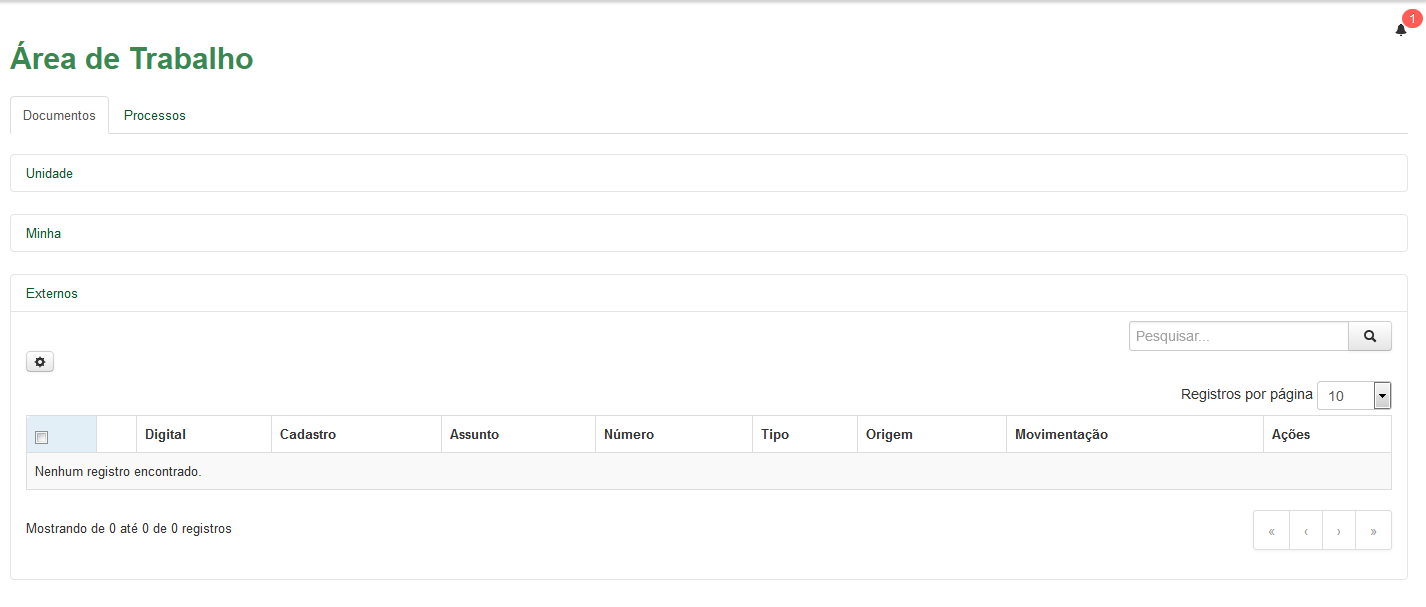 1
Área de Trabalho
Documentos Processos
Unidade
Minha
Externos
Pesquisar...
Registros por página 10
Digital Cadastro Assunto Número Tipo Origem Movimentação Ações
Nenhum registro encontrado.
Mostrando de 0 até 0 de 0 registros
« ‹ › »